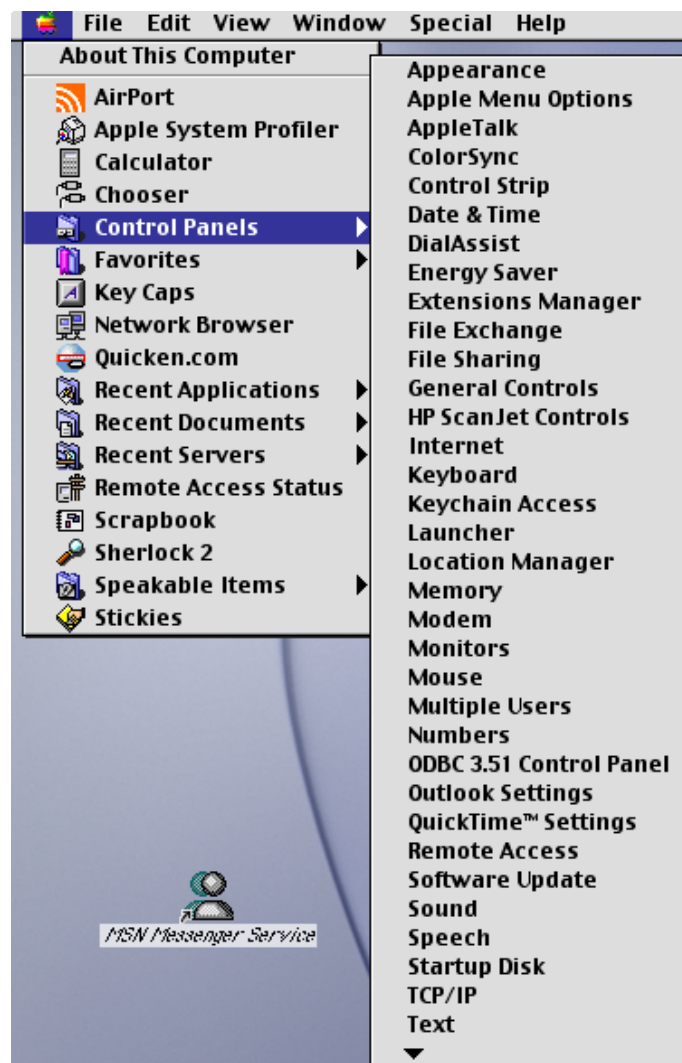 File Edit View Window Special Help
About This Computer
AirPort
Apple System Profiler
Calculator
Chooser
Control Panels
Favorites
Key Caps
Network Browser
Quicken.com
Recent Applications
Recent Documents
Recent Servers
Remote Access Status
Scrapbook
Sherlock 2
Speakable Items
Stickies
Appearance
Apple Menu Options
AppleTalk
ColorSync
Control Strip
Date & Time
DialAssist
Energy Saver
Extensions Manager
File Exchange
File Sharing
General Controls
HP ScanJet Controls
Internet
Keyboard
Keychain Access
Launcher
Location Manager
Memory
Modem
Monitors
Mouse
Multiple Users
Numbers
ODBC 3.51 Control Panel
Outlook Settings
QuickTime™ Settings
Remote Access
Software Update
Sound
Speech
Startup Disk
TCP/IP
Text
MSN Messenger Service